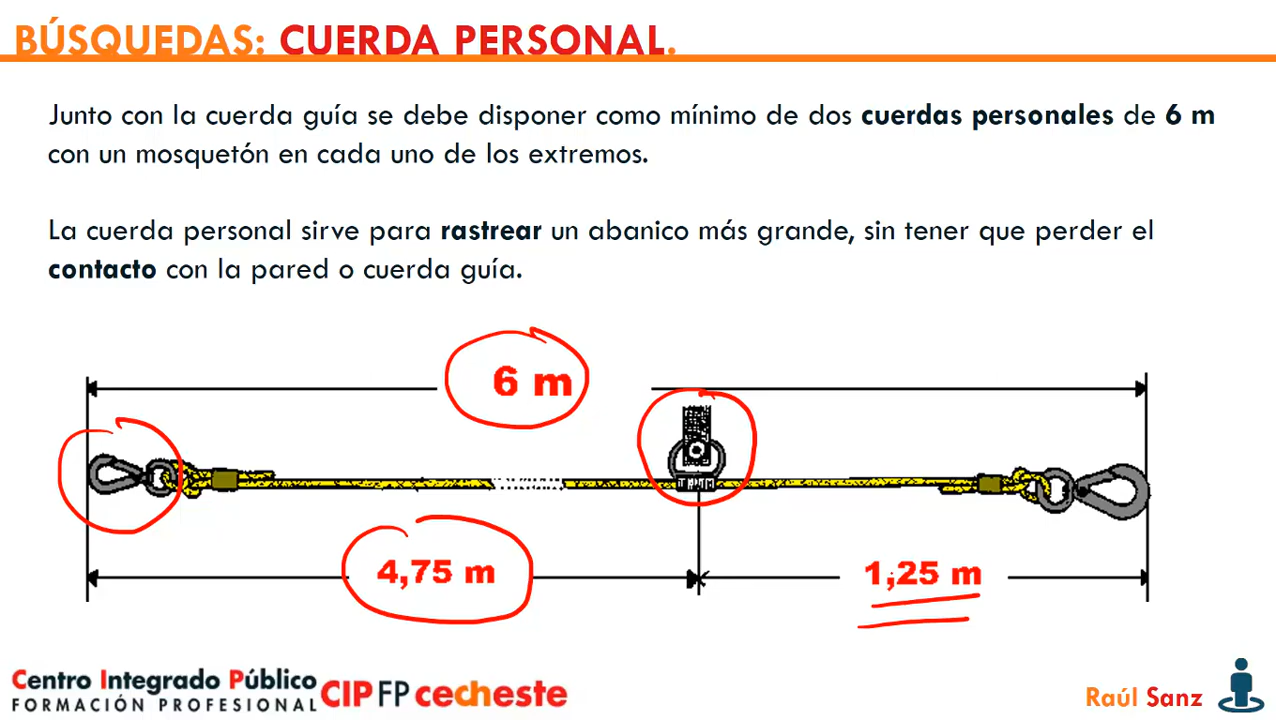 BÚSQUEDAS: CUERDA PERSONAL.
Junto con la cuerda guía se debe disponer como mínimo de dos cuerdas personales de 6 m
con un mosquetón en cada uno de los extremos.
La cuerda personal sirve para rastrear un abanico más grande, sin tener que perder el
contacto con la pared o cuerda guía.
6 m
4,75 m
1,25 m
Centro Integrado Público
FORMACIÓN PROFESIONAL
CIPFP cecheste
Raúl Sanz